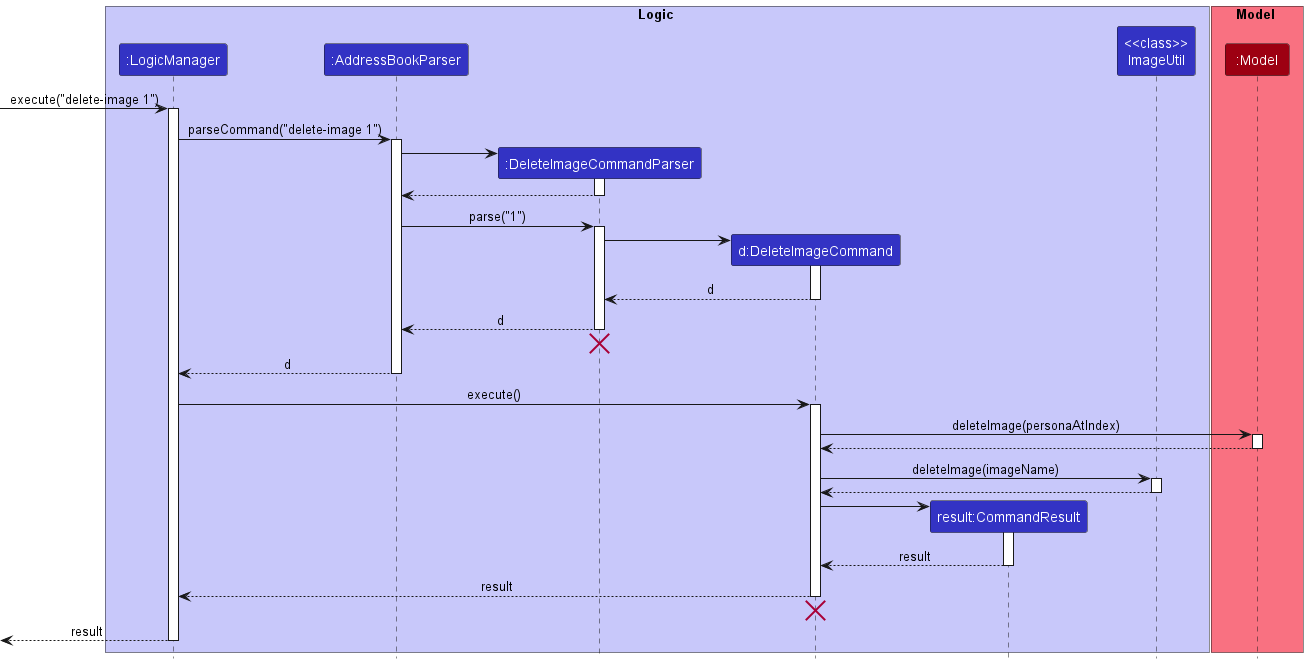 Logic
Model
<<class>>
ImageUtil
:LogicManager
:AddressBookParser
:Model
execute("delete-image 1")
parseCommand("delete-image 1")
:DeleteImageCommandParser
parse("1")
d:DeleteImageCommand
d
d
d
execute()
deleteImage(personaAtIndex)
deleteImage(imageName)
result:CommandResult
result
result
result